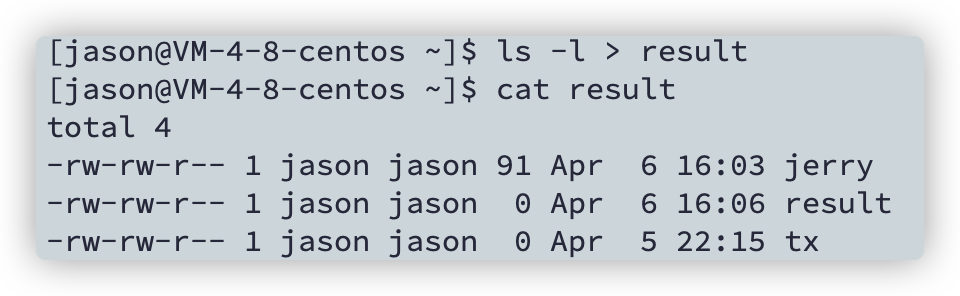 [jason@VM-4-8-centos ~]$ ls -l > result
[jason@VM-4-8-centos ~]$ cat result
total 4
-rw-rw-r-- 1 jason jason 91 Apr  6 16:03 jerry
-rw-rw-r-- 1 jason jason  0 Apr  6 16:06 result
-rw-rw-r-- 1 jason jason  0 Apr  5 22:15 tx